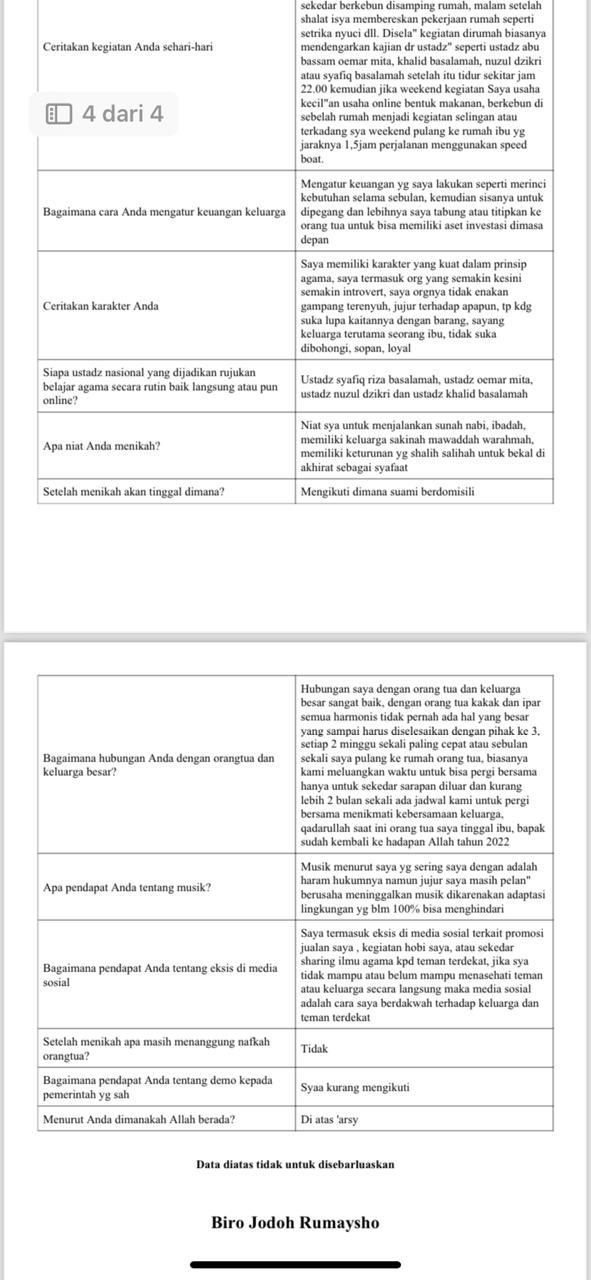 sekedar berkebun disamping rumah, malam setelah
shalat isya membereskan pekerjaan rumah seperti
setrika nyuci dll. Disela" kegiatan dirumah biasanya
Ceritakan kegiatan Anda sehari-hari
mendengarkan kajian dr ustadz" seperti ustadz abu
bassam oemar mita, khalid basalamah, nuzul dzikri
atau syafiq basalamah setelah itu tidur sekitar jam
22.00 kemudian jika weekend kegiatan Saya usaha
kecil"an usaha online bentuk makanan, berkebun di
4 dari 4
sebelah rumah menjadi kegiatan selingan atau
terkadang sya weekend pulang ke rumah ibu yg
jaraknya 1,5jam perjalanan menggunakan speed
boat.
Bagaimana cara Anda mengatur keuangan keluarga
Mengatur keuangan yg saya lakukan seperti merinci
kebutuhan selama sebulan, kemudian sisanya untuk
dipegang dan lebihnya saya tabung atau titipkan ke
orang tua untuk bisa memiliki aset investasi dimasa
depan
Ceritakan karakter Anda
Saya memiliki karakter yang kuat dalam prinsip
agama, saya termasuk org yang semakin kesini
semakin introvert, saya orgnya tidak enakan
gampang terenyuh, jujur terhadap apapun, tp kdg
suka lupa kaitannya dengan barang, sayang
keluarga terutama seorang ibu, tidak suka
dibohongi, sopan, loyal
Siapa ustadz nasional yang dijadikan rujukan
belajar agama secara rutin baik langsung atau pun
online?
Ustadz syafiq riza basalamah, ustadz oemar mita,
ustadz nuzul dzikri dan ustadz khalid basalamah
Apa niat Anda menikah?
Niat sya untuk menjalankan sunah nabi, ibadah,
memiliki keluarga sakinah mawaddah warahmah,
memiliki keturunan yg shalih salihah untuk bekal di
akhirat sebagai syafaat
Setelah menikah akan tinggal dimana?
Mengikuti dimana suami berdomisili
Bagaimana hubungan Anda dengan orangtua dan
keluarga besar?
Hubungan saya dengan orang tua dan keluarga
besar sangat baik, dengan orang tua kakak dan ipar
semua harmonis tidak pernah ada hal yang besar
yang sampai harus diselesaikan dengan pihak ke 3,
setiap 2 minggu sekali paling cepat atau sebulan
sekali saya pulang ke rumah orang tua, biasanya
kami meluangkan waktu untuk bisa pergi bersama
hanya untuk sekedar sarapan diluar dan kurang
lebih 2 bulan sekali ada jadwal kami untuk pergi
bersama menikmati kebersamaan keluarga,
qadarullah saat ini orang tua saya tinggal ibu, bapak
sudah kembali ke hadapan Allah tahun 2022
Apa pendapat Anda tentang musik?
Musik menurut saya yg sering saya dengan adalah
haram hukumnya namun jujur saya masih pelan"
berusaha meninggalkan musik dikarenakan adaptasi
lingkungan yg blm 100% bisa menghindari
Bagaimana pendapat Anda tentang eksis di media
sosial
Saya termasuk eksis di media sosial terkait promosi
jualan saya , kegiatan hobi saya, atau sekedar
sharing ilmu agama kpd teman terdekat, jika sya
tidak mampu atau belum mampu menasehati teman
atau keluarga secara langsung maka media sosial
adalah cara saya berdakwah terhadap keluarga dan
teman terdekat
Setelah menikah apa masih menanggung nafkah
orangtua?
Tidak
Bagaimana pendapat Anda tentang demo kepada
pemerintah yg sah
Syaa kurang mengikuti
Menurut Anda dimanakah Allah berada?
Di atas 'arsy
Data diatas tidak untuk disebarluaskan
Biro Jodoh Rumaysho